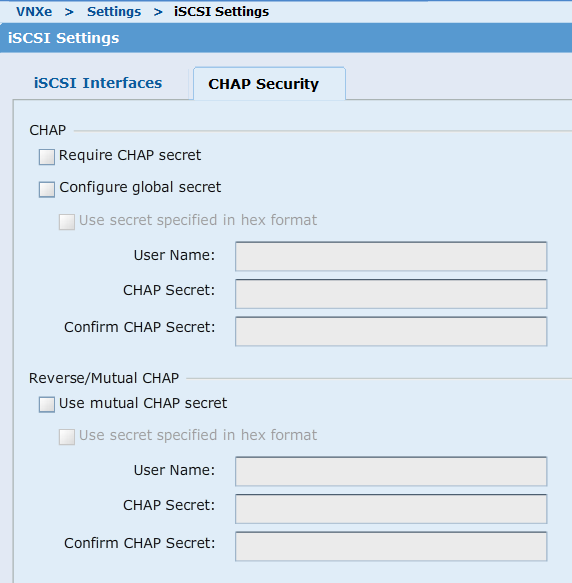 VNXe > Settings > iSCSI Settings
iSCSI Settings
iSCSI Interfaces CHAP Security
CHAP
Require CHAP secret
Configure global secret
Use secret specified in hex format
User Name:
CHAP Secret:
Confirm CHAP Secret:
Reverse/Mutual CHAP
Use mutual CHAP secret
Use secret specified in hex format
User Name:
CHAP Secret:
Confirm CHAP Secret: